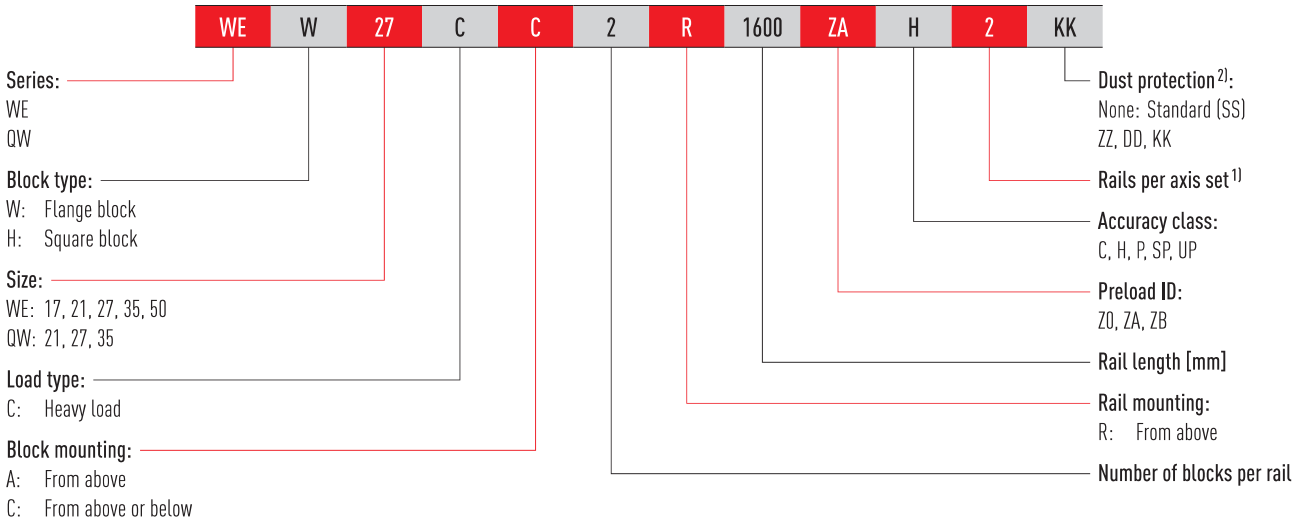 WE W 27 C C 2 R 1600 ZA H 2 KK
Series:
WE
QW
Block type:
W: Flange block
H: Square block
Size:
WE: 17, 21, 27, 35, 50
QW: 21, 27, 35
Load type:
C: Heavy load
Block mounting:
A: From above
C: From above or below
Dust protection 2):
None: Standard (SS)
ZZ, DD, KK
Rails per axis set 1)
Accuracy class:
C, H, P, SP, UP
Preload ID:
Z0, ZA, ZB
Rail length [mm]
Rail mounting:
R: From above
Number of blocks per rail